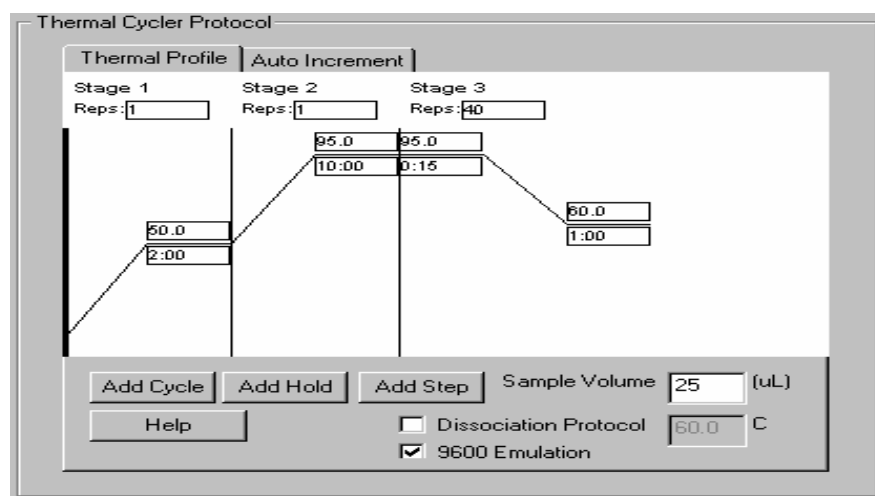 Thermal Cycler Protocol
Thermal Profile Auto Increment
Stage 1 Stage 2 Stage 3
Reps:1 Reps:1 Reps:40
95.0 95.0
10:00 0:15
60.0
50.0 1:00
2:00
Add Cycle Add Hold Add Step Sample Volume 25 (uL)
Help Dissociation Protocol 60.0 C
9600 Emulation